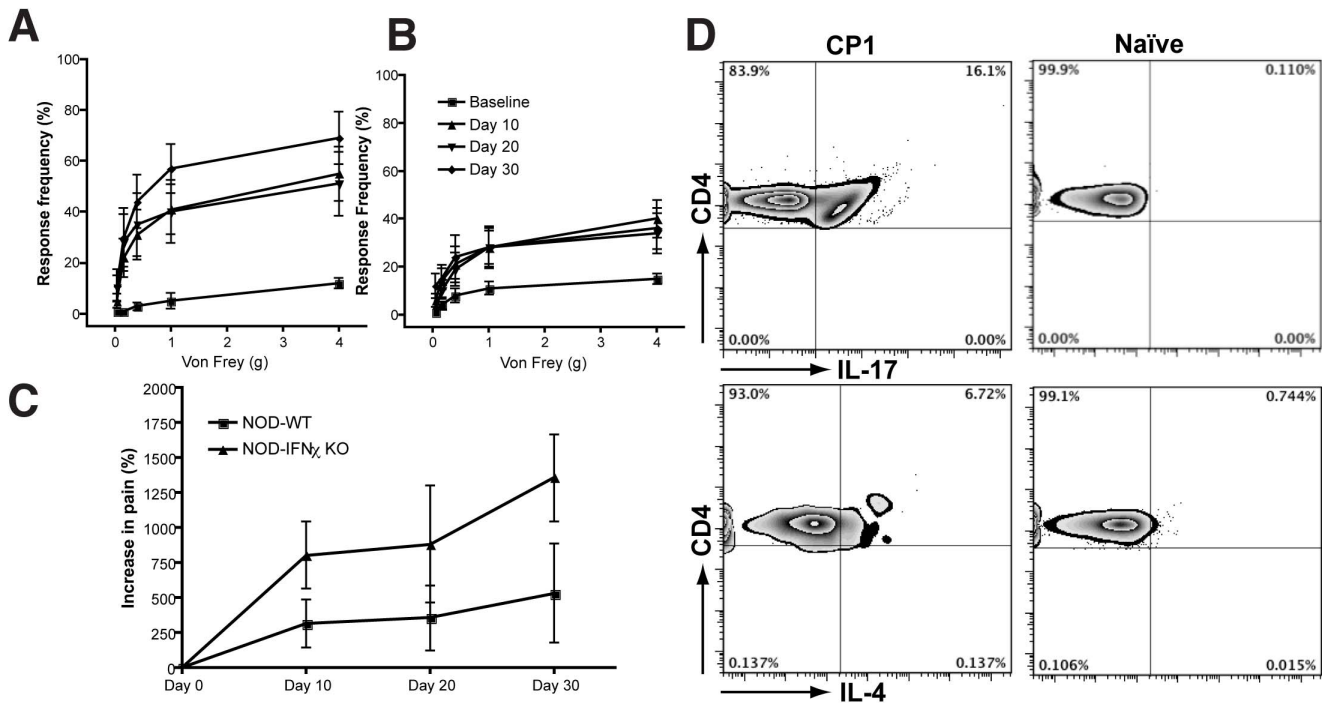 A
100
80
60
40
20
0
Response frequency (%)
0 1 2 3 4
Von Frey (g)
B
100
80
60
40
20
0
Response Frequency (%)
Baseline
Day 10
Day 20
Day 30
0 1 2 3 4
Von Frey (g)
C
2000
1750
1500
1250
1000
750
500
250
0
Increase in pain (%)
NOD-WT
NOD-IFNχ KO
Day 0 Day 10 Day 20 Day 30
D
CP1 Naïve
83.9% 16.1%
0.00% 0.00%
99.9% 0.110%
0.00% 0.00%
CD4
IL-17
93.0% 6.72%
0.137% 0.137%
99.1% 0.744%
0.106% 0.015%
CD4
IL-4